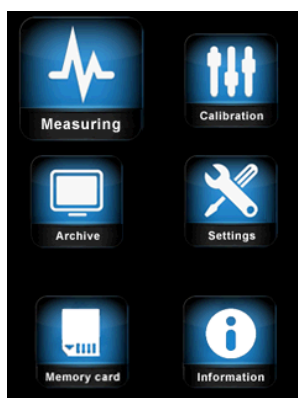 Measuring
Calibration
Archive
Settings
Memory card
Information